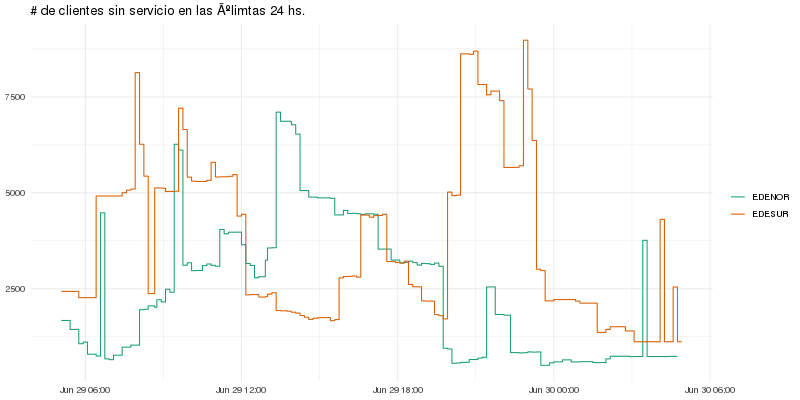 # de clientes sin servicio en las Ãºlimtas 24 hs.
7500
5000
2500
Jun 29 06:00
Jun 29 12:00
Jun 29 18:00
Jun 30 00:00
Jun 30 06:00
EDENOR
EDESUR